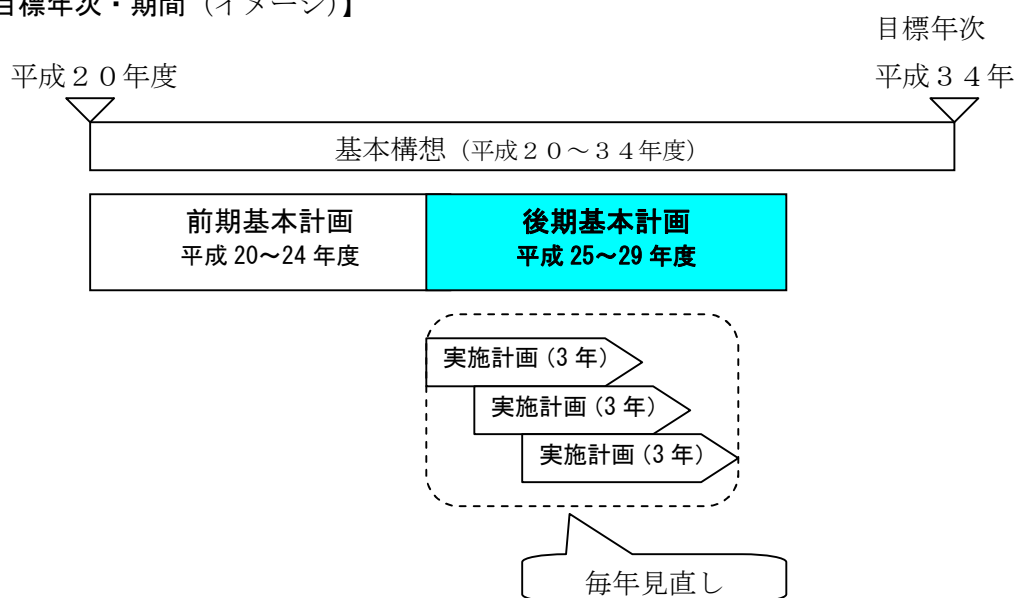 目標年次・期間（イメージ）】
目標年次
平成２０年度
平成３４年
基本構想（平成２０～３４年度）
前期基本計画
平成 20～24 年度
後期基本計画
平成 25～29 年度
実施計画（3 年）
実施計画（3 年）
実施計画（3 年）
毎年見直し